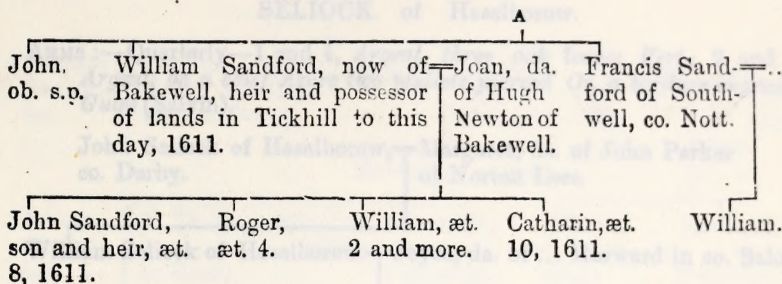 A
John, ob. s.p.
William Sandford, now of Bakewell, heir and possessor of lands in Tickhill to this day, 1611.
Joan, da. of Hugh Newton of Bakewell.
Francis Sand-ford of South-well, co. Nott.
...
John Sandford, son and heir, æt. 8, 1611.
Roger, æt. 4.
William, æt. 2 and more.
Catharin, æt. 10, 1611.
William.